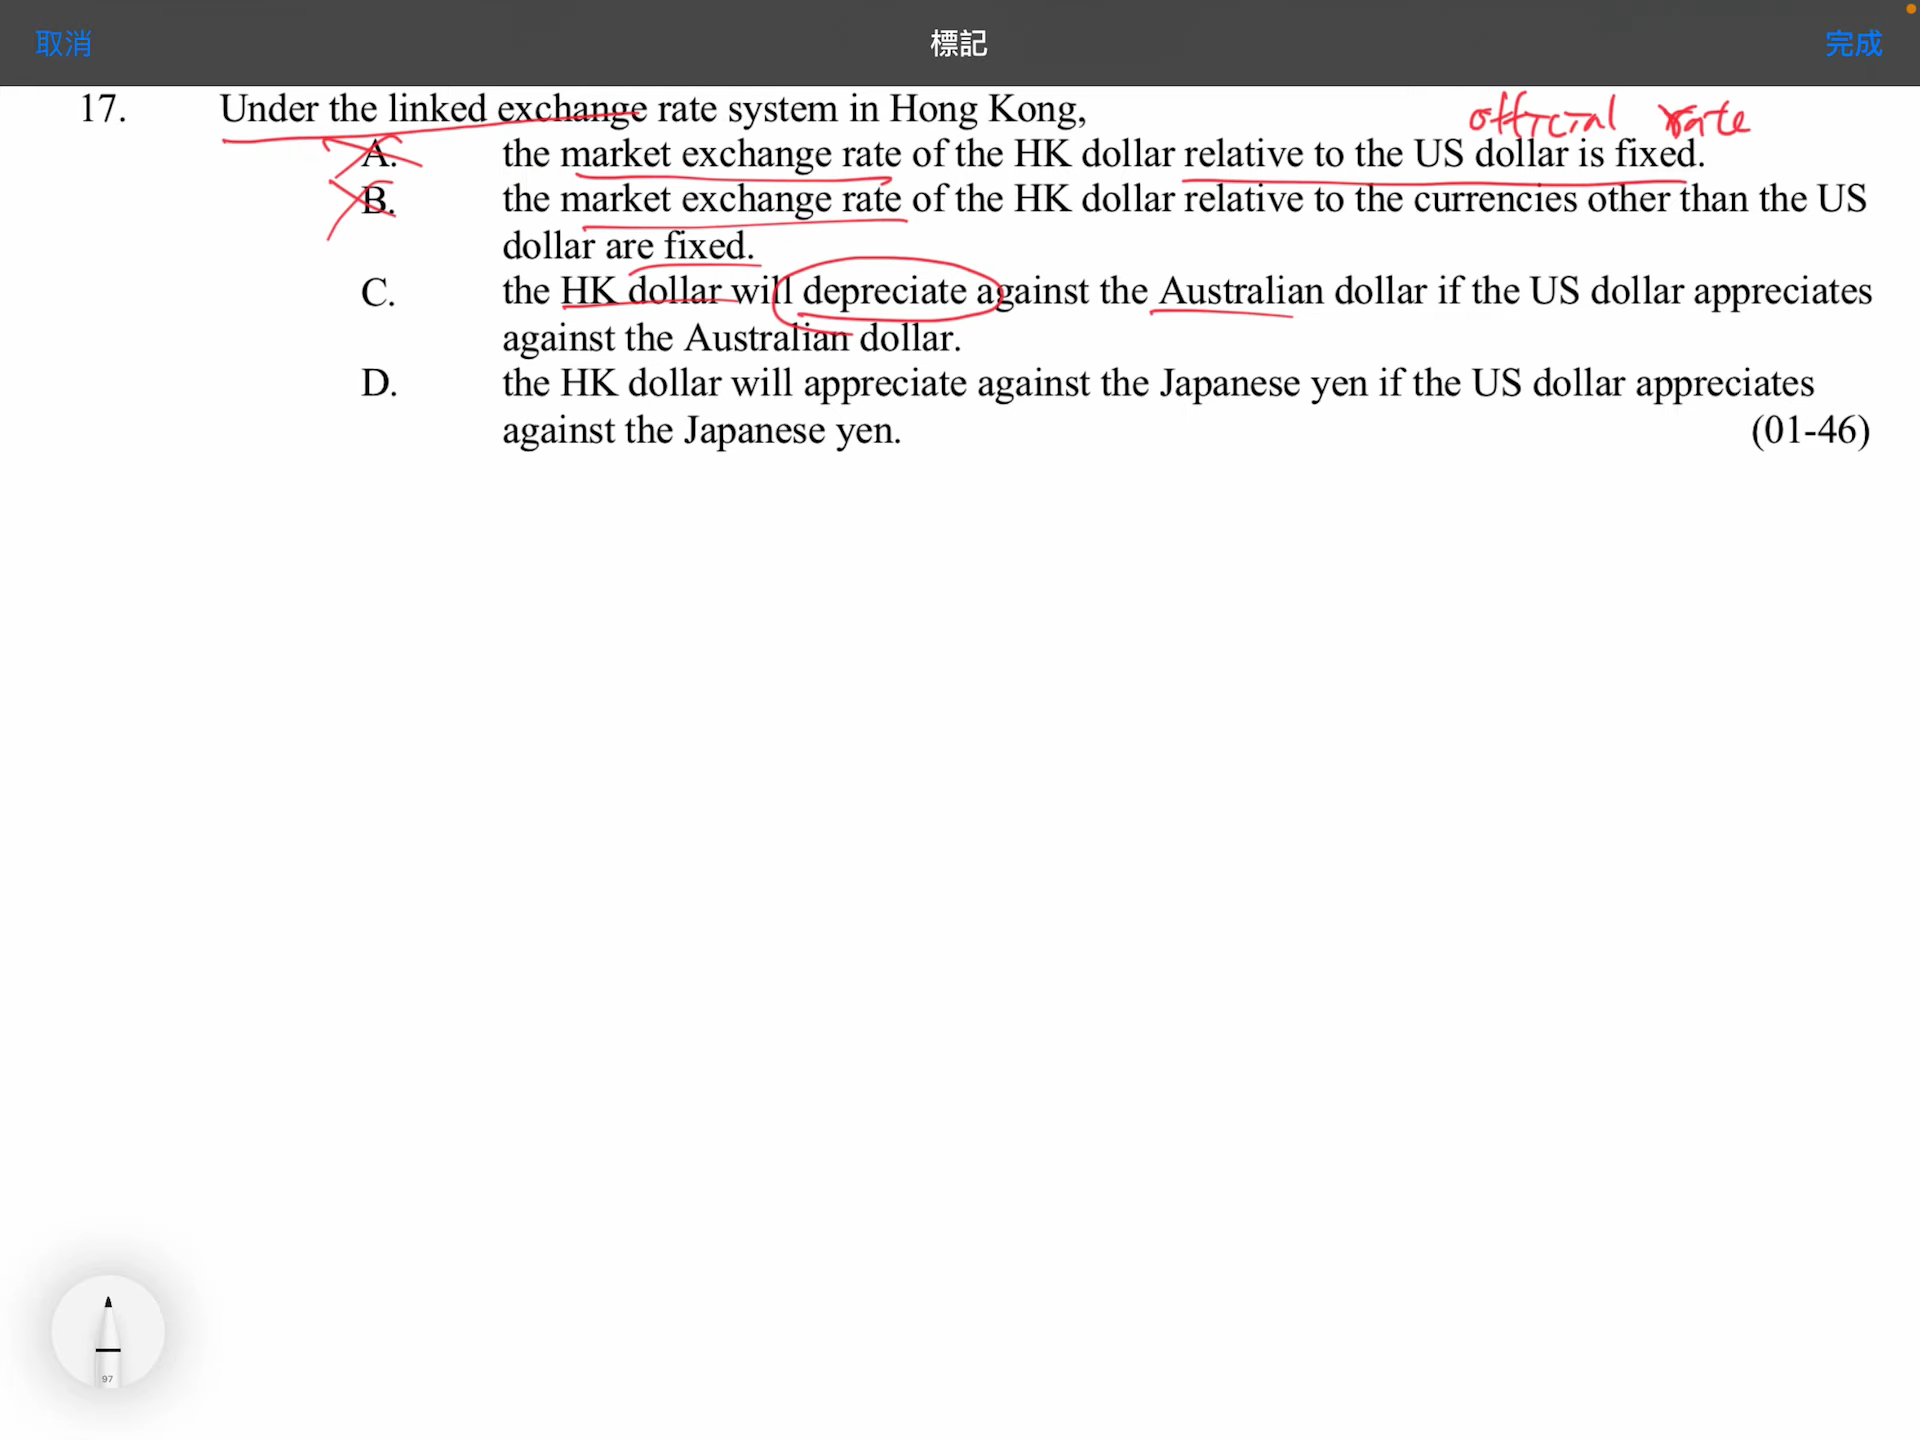 取消 標記 完成
official rate
17. Under the linked exchange rate system in Hong Kong,
A. the market exchange rate of the HK dollar relative to the US dollar is fixed.
B. the market exchange rate of the HK dollar relative to the currencies other than the US
dollar are fixed.
C. the HK dollar will depreciate against the Australian dollar if the US dollar appreciates
against the Australian dollar.
D. the HK dollar will appreciate against the Japanese yen if the US dollar appreciates
against the Japanese yen. (01-46)
97